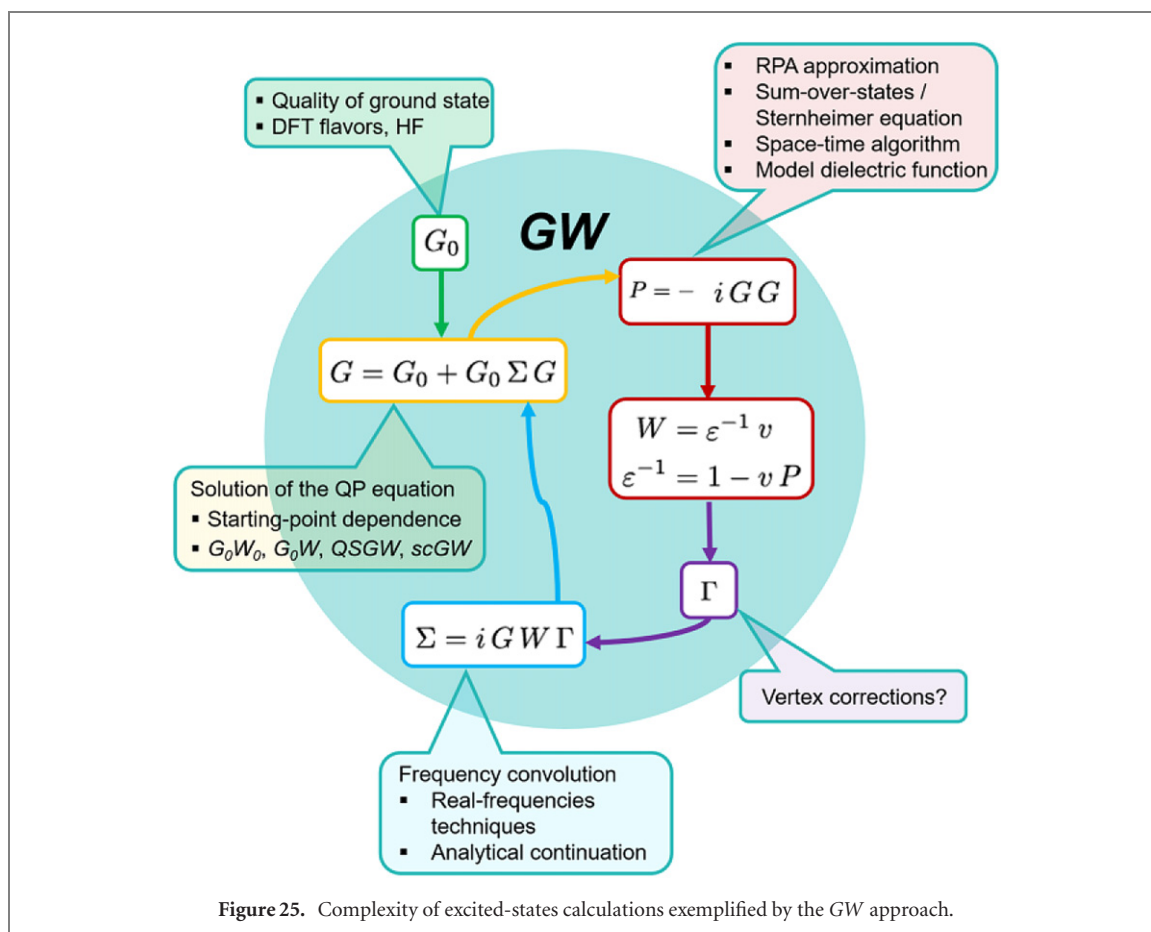 ▪ RPA approximation
▪ Sum-over-states /
Sternheimer equation
▪ Space-time algorithm
▪ Model dielectric function
▪ Quality of ground state
▪ DFT flavors, HF
GW
G₀
P = − i G G
G = G₀ + G₀ Σ G
W = ε⁻¹ v
ε⁻¹ = 1 − v P
Solution of the QP equation
▪ Starting-point dependence
▪ G₀W₀, G₀W, QSGW, scGW
Γ
Σ = i G W Γ
Vertex corrections?
Frequency convolution
▪ Real-frequencies
techniques
▪ Analytical continuation
Figure 25. Complexity of excited-states calculations exemplified by the GW approach.